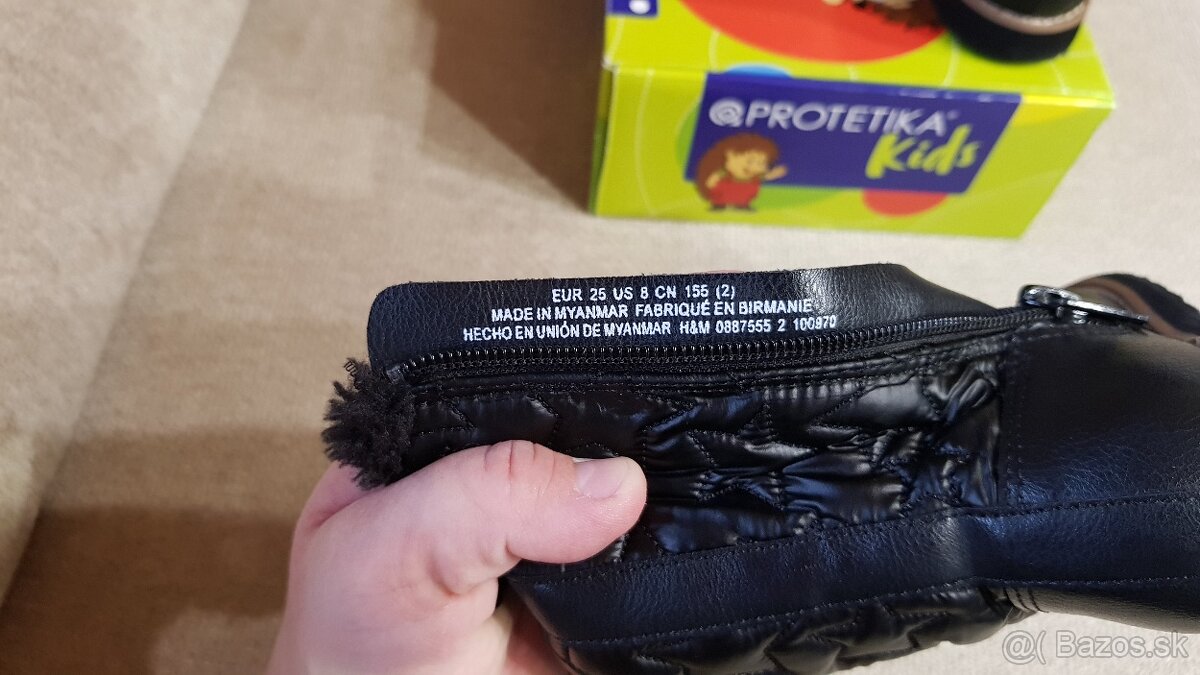 @PROTETIKA®
Kids
EUR 25 US 8 CN 155 (2)
MADE IN MYANMAR FABRIQUÉ EN BIRMANIE
HECHO EN UNIÓN DE MYANMAR H&M 0887555 2 100970
@( Bazos.sk